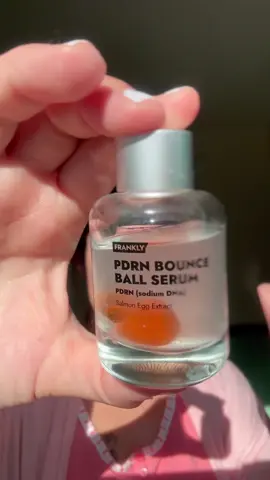 FRANKLY
PDRN BOUNCE
BALL SERUM
PDRN (sodium DNA)
Salmon Egg Extract